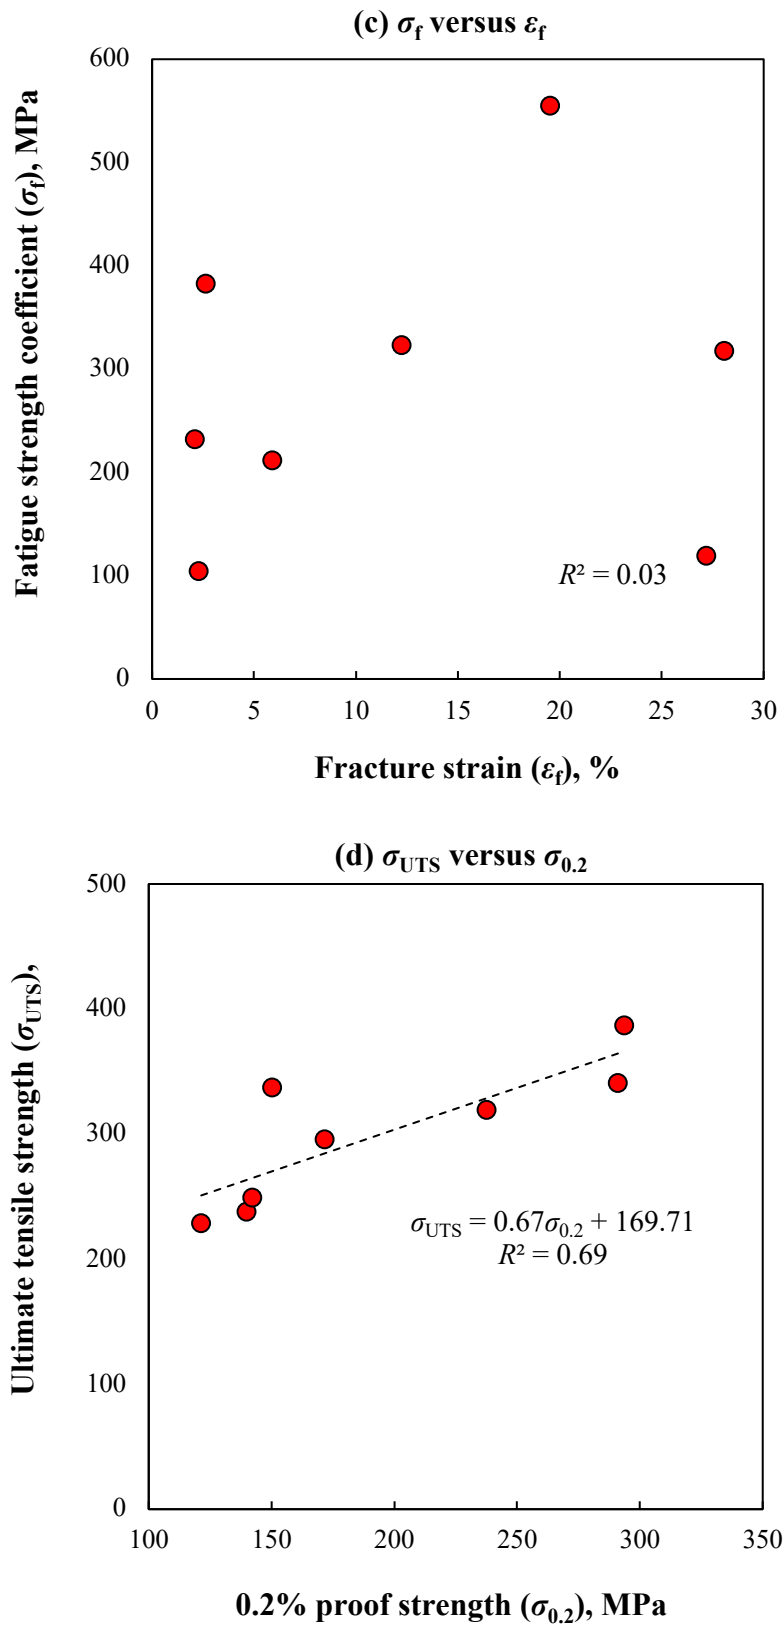 (c) σf versus εf
Fatigue strength coefficient (σf), MPa
600
500
400
300
200
100
0
R² = 0.03
0 5 10 15 20 25 30
Fracture strain (εf), %
(d) σUTS versus σ0.2
Ultimate tensile strength (σUTS),
500
400
300
200
100
0
σUTS = 0.67σ0.2 + 169.71
R² = 0.69
100 150 200 250 300 350
0.2% proof strength (σ0.2), MPa